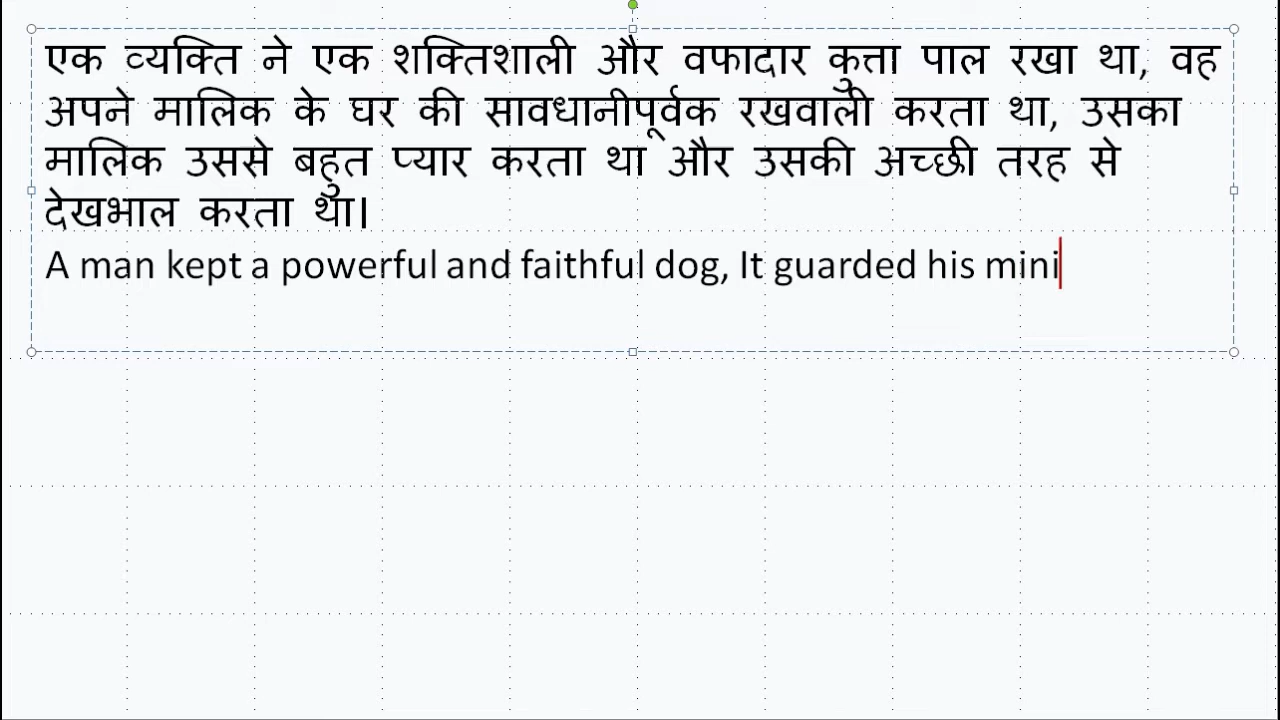 एक व्यक्ति ने एक शक्तिशाली और वफादार कुत्ता पाल रखा था, वह
अपने मालिक के घर की सावधानीपूर्वक रखवाली करता था, उसका
मालिक उससे बहुत प्यार करता था और उसकी अच्छी तरह से
देखभाल करता था।
A man kept a powerful and faithful dog, It guarded his mini